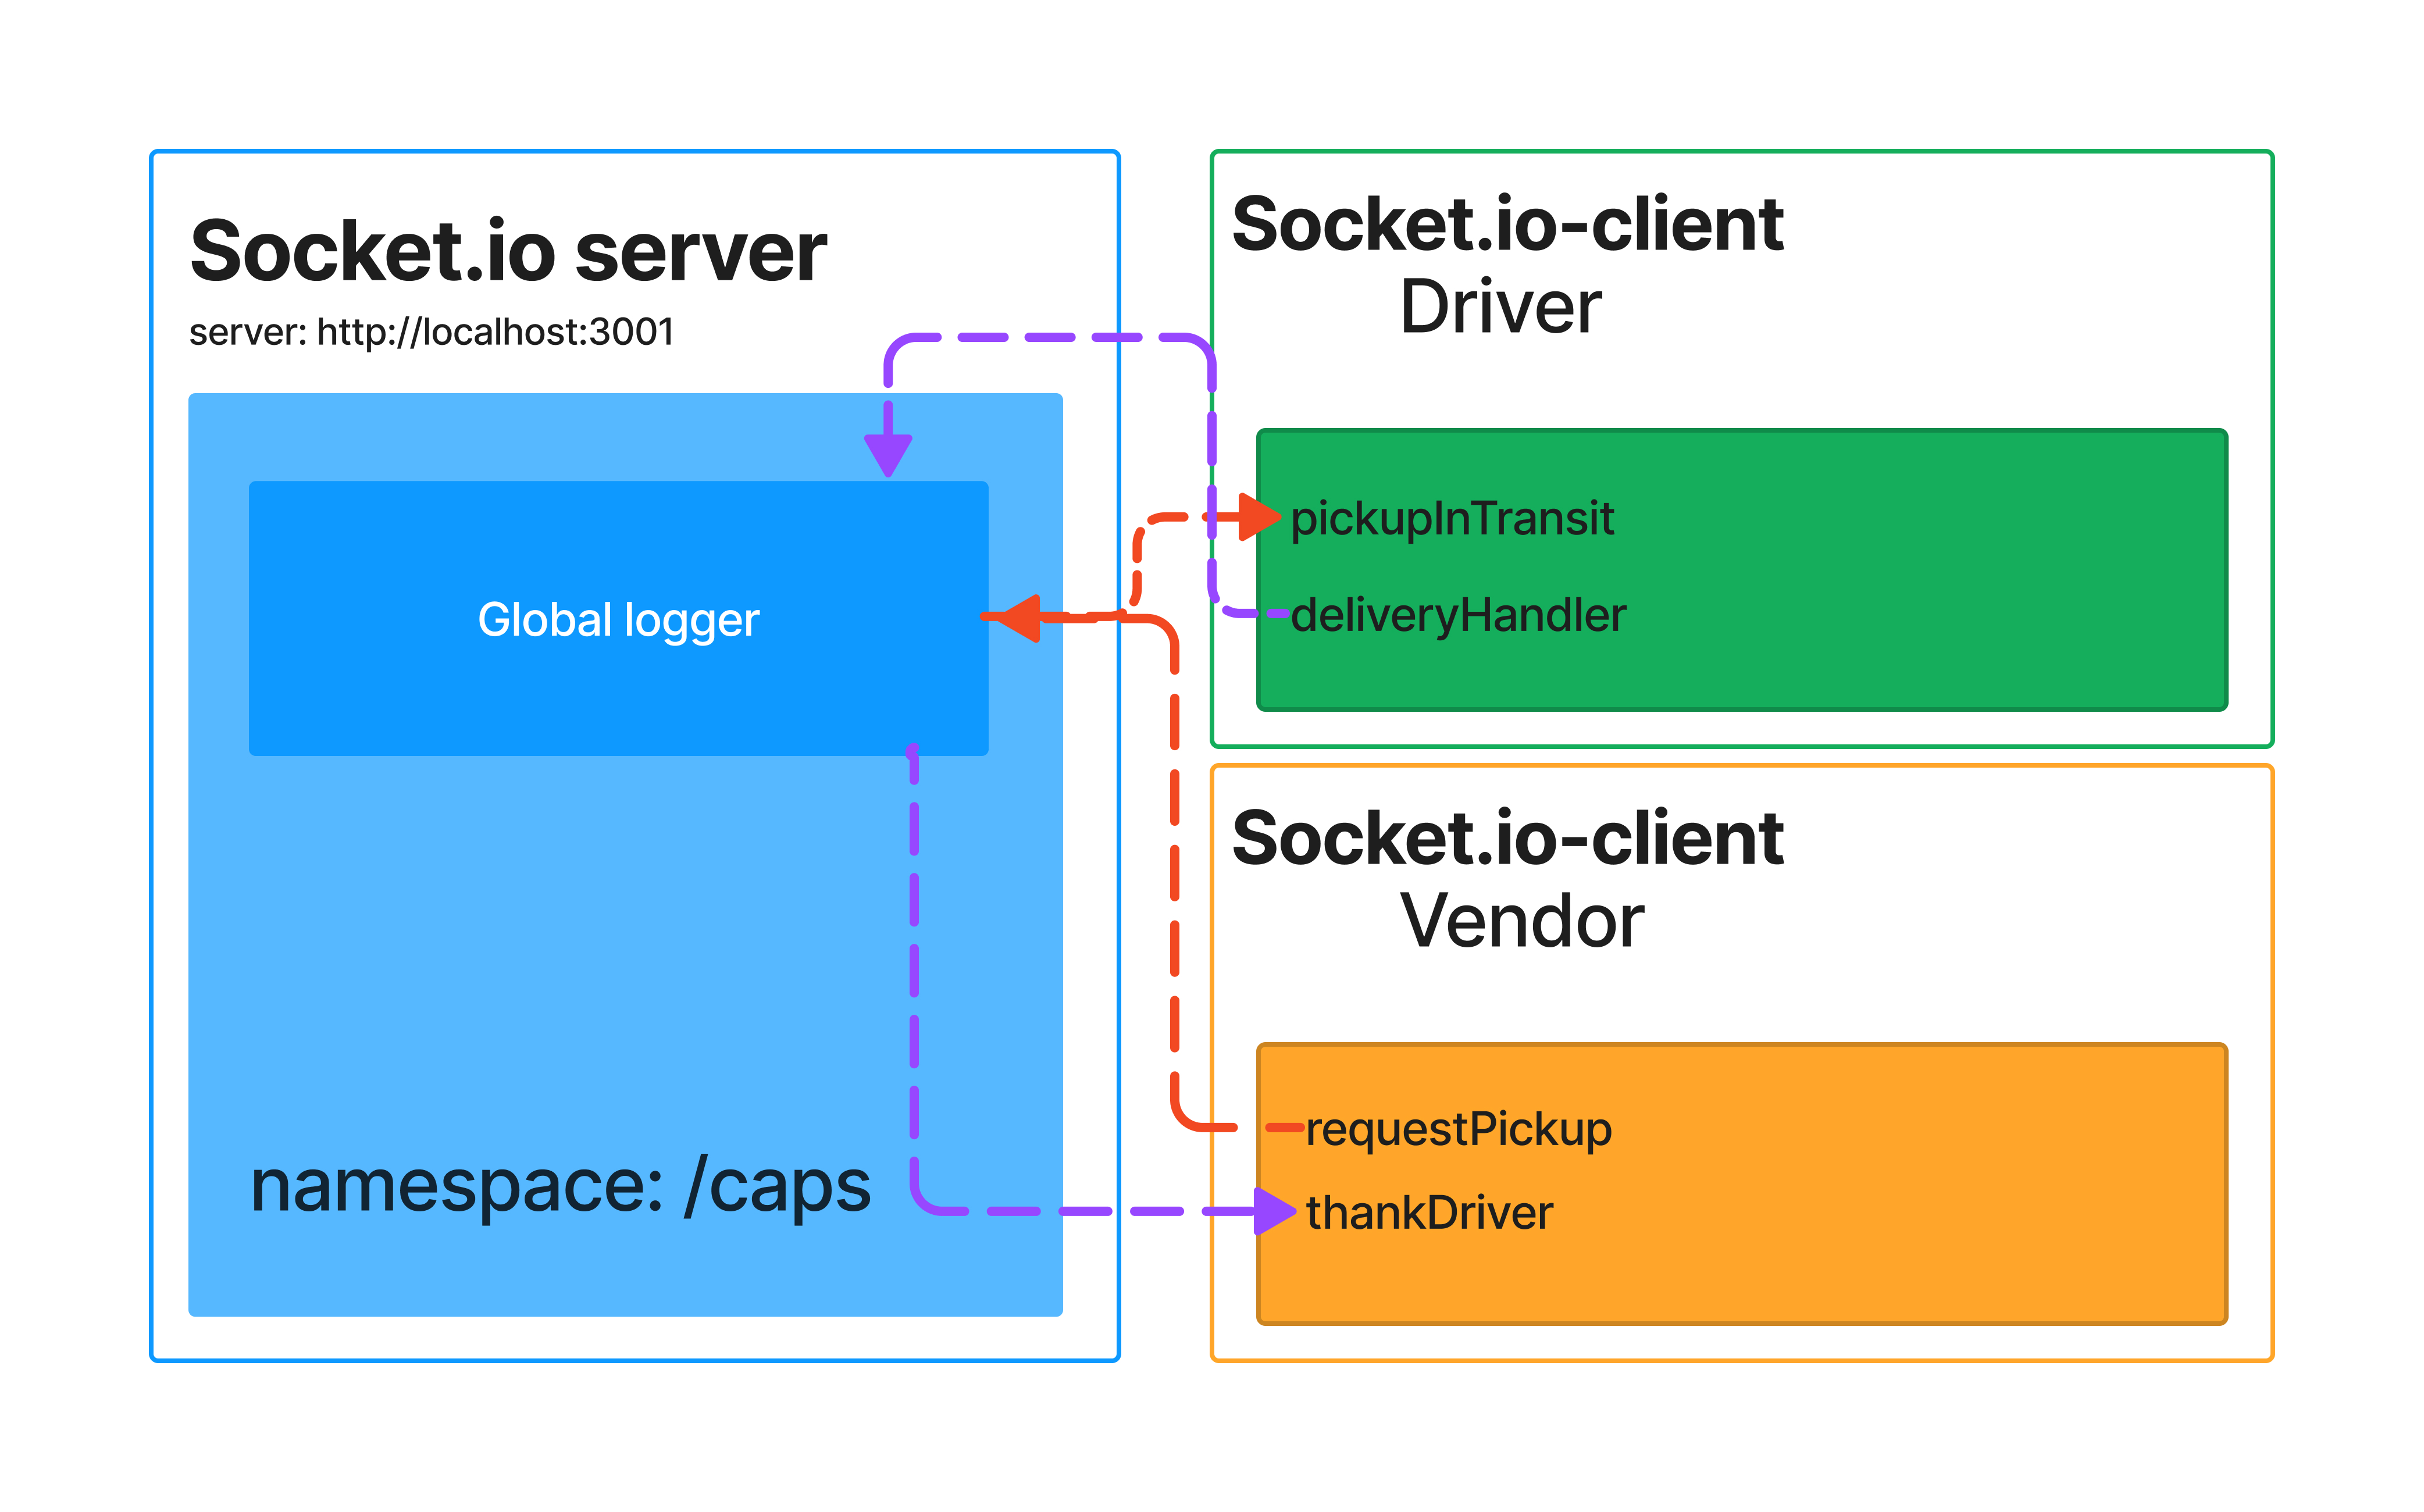 Socket.io server
server: http://localhost:3001
Global logger
namespace: /caps
Socket.io-client
Driver
pickupInTransit
deliveryHandler
Socket.io-client
Vendor
requestPickup
thankDriver